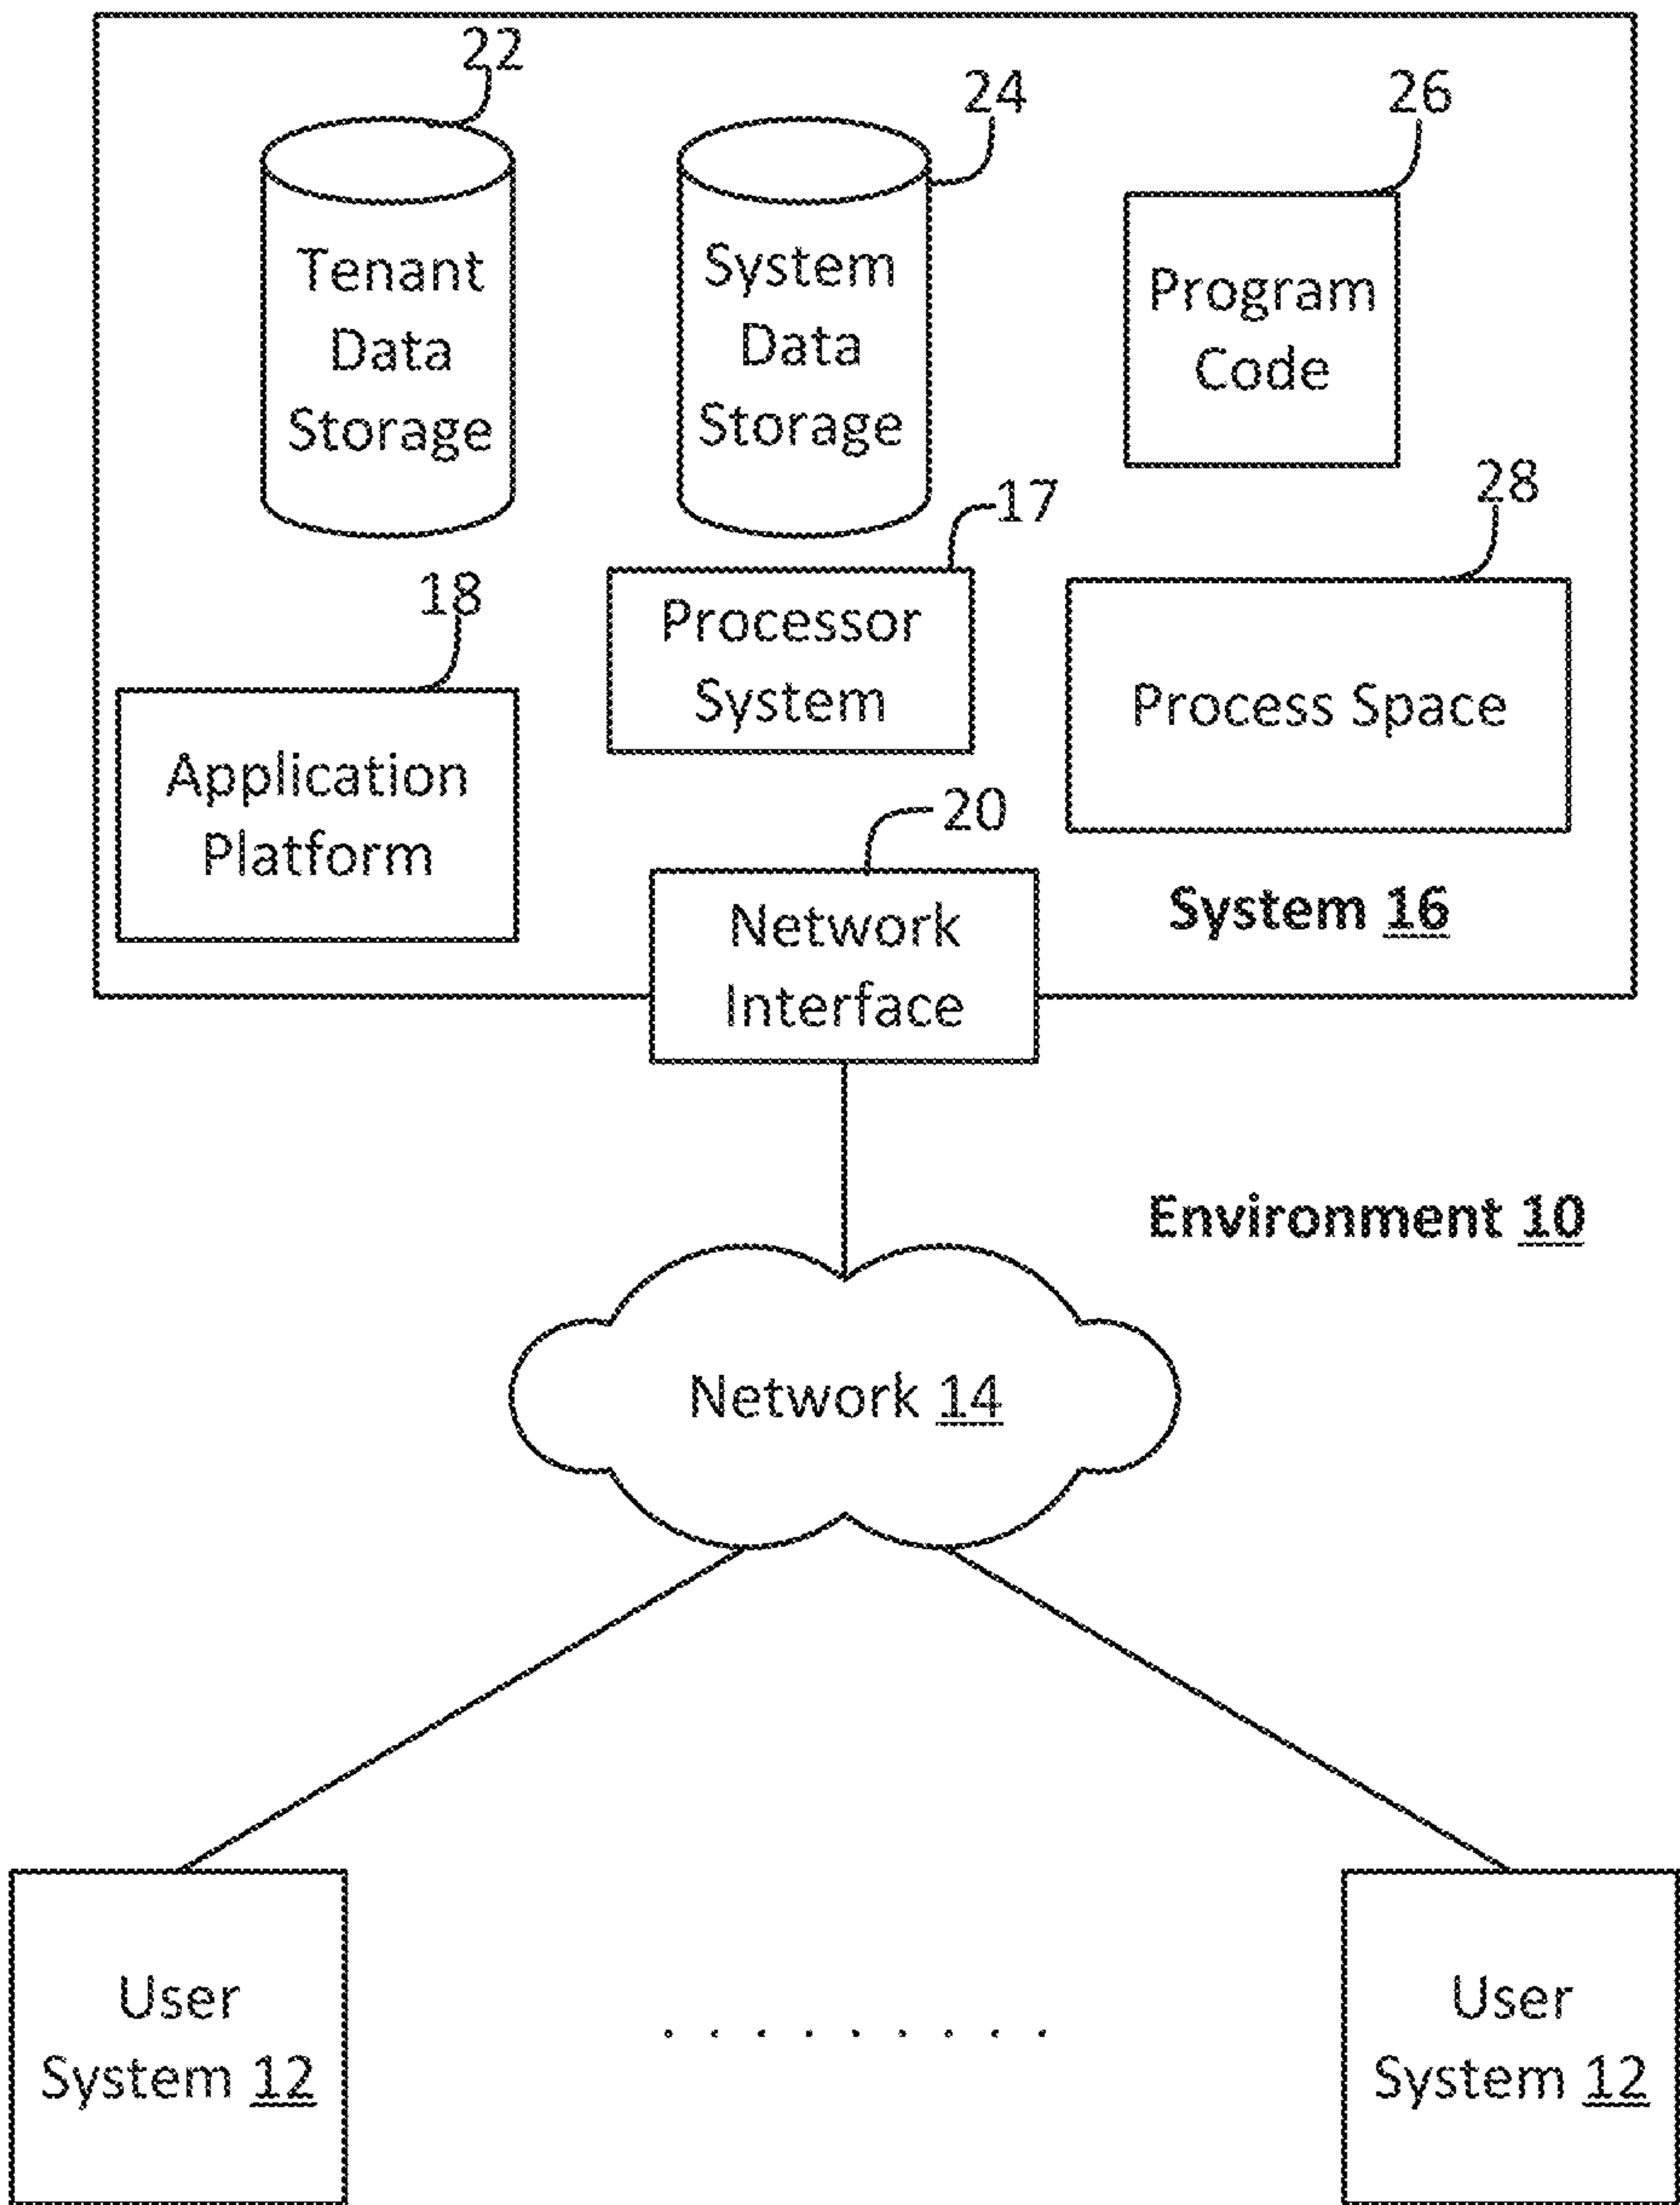 22
24
26
Tenant
Data
Storage
System
Data
Storage
Program
Code
17
28
18
Processor
System
Process Space
Application
Platform
20
Network
Interface
System 16
Environment 10
Network 14
User
System 12
. . . . . . . . .
User
System 12